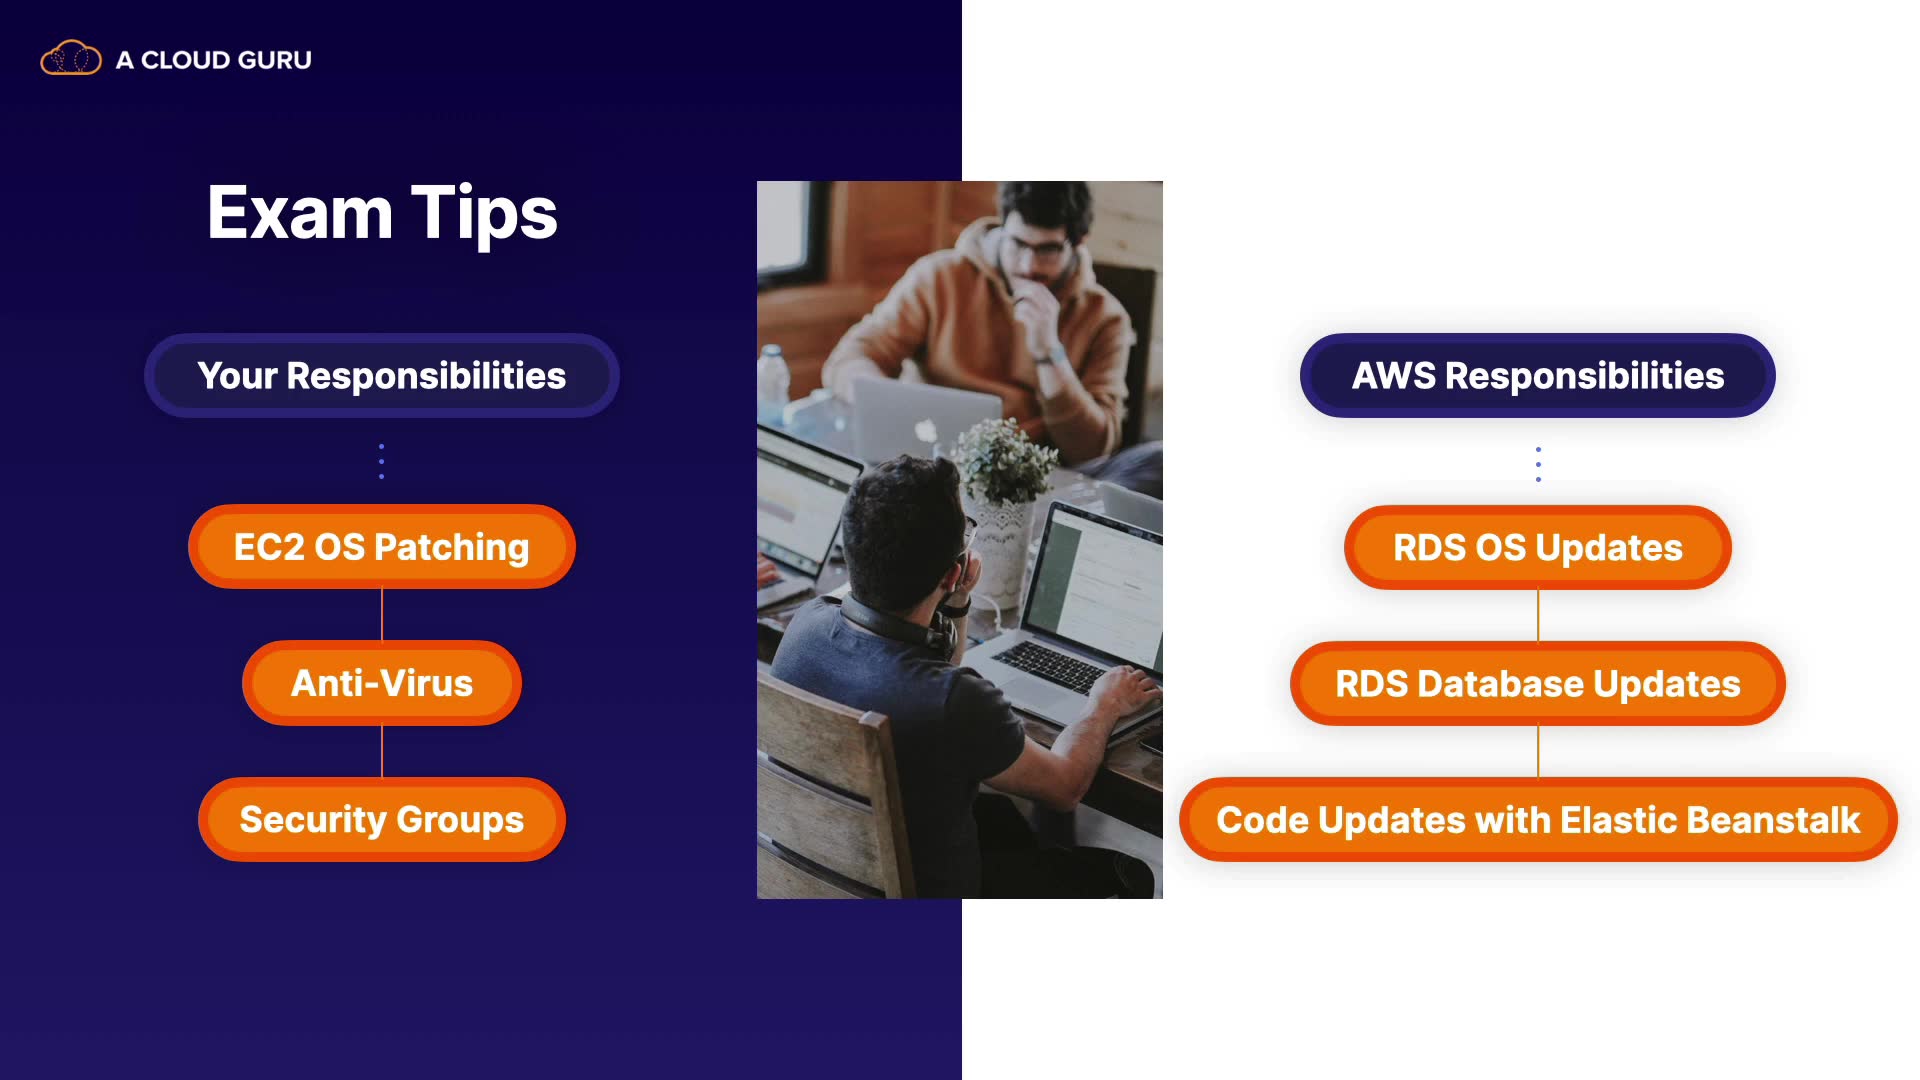 A CLOUD GURU
Exam Tips
Your Responsibilities
EC2 OS Patching
Anti-Virus
Security Groups
AWS Responsibilities
RDS OS Updates
RDS Database Updates
Code Updates with Elastic Beanstalk